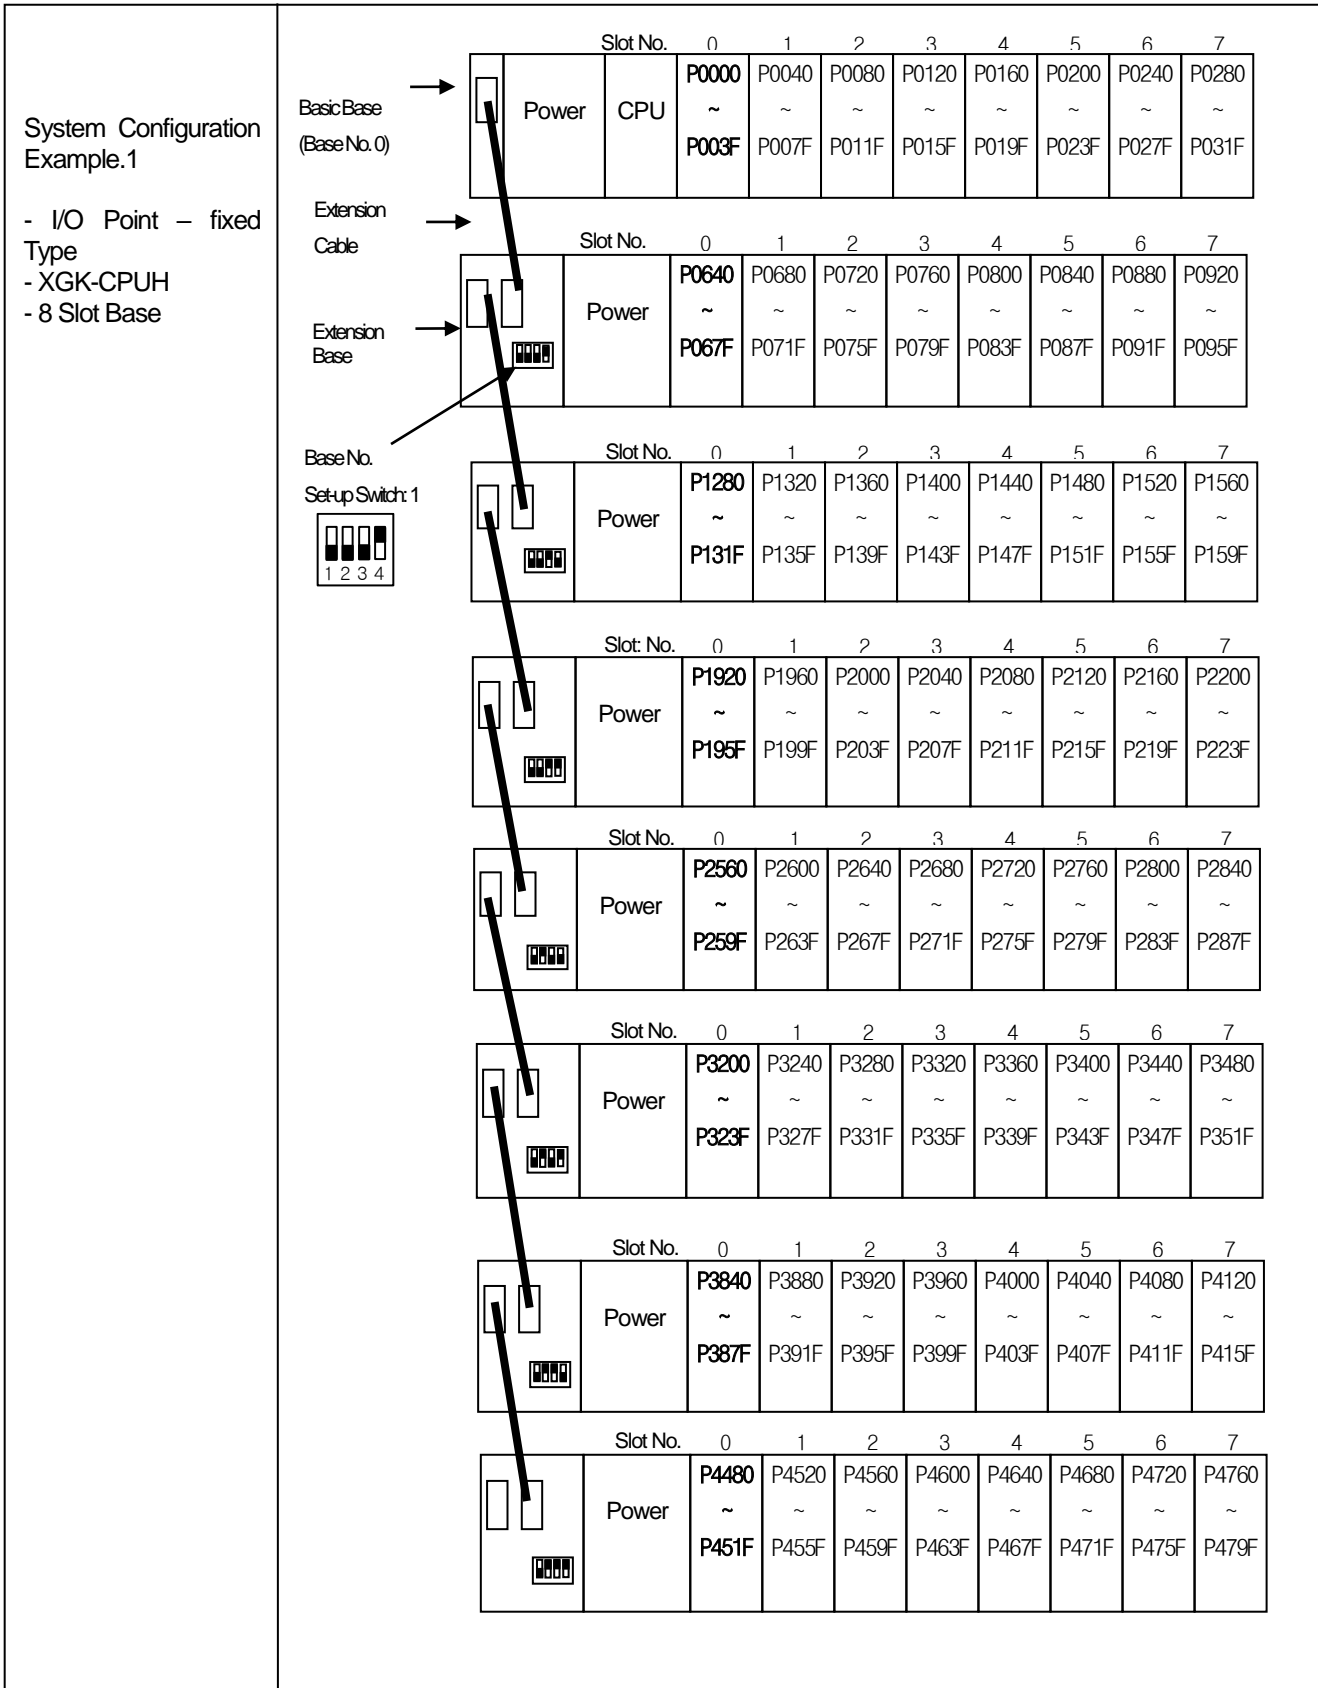 System Configuration
Example.1
- I/O Point – fixed
Type
- XGK-CPUH
- 8 Slot Base
Slot No. 0 1 2 3 4 5 6 7
Basic Base
(Base No. 0)
Power CPU
P0000 P0040 P0080 P0120 P0160 P0200 P0240 P0280
~ ~ ~ ~ ~ ~ ~ ~
P003F P007F P011F P015F P019F P023F P027F P031F
Extension
Cable
Slot No. 0 1 2 3 4 5 6 7
Extension
Base
Power
P0640 P0680 P0720 P0760 P0800 P0840 P0880 P0920
~ ~ ~ ~ ~ ~ ~ ~
P067F P071F P075F P079F P083F P087F P091F P095F
Base No.
Set-up Switch: 1
1 2 3 4
Slot No. 0 1 2 3 4 5 6 7
Power
P1280 P1320 P1360 P1400 P1440 P1480 P1520 P1560
~ ~ ~ ~ ~ ~ ~ ~
P131F P135F P139F P143F P147F P151F P155F P159F
Slot: No. 0 1 2 3 4 5 6 7
Power
P1920 P1960 P2000 P2040 P2080 P2120 P2160 P2200
~ ~ ~ ~ ~ ~ ~ ~
P195F P199F P203F P207F P211F P215F P219F P223F
Slot No. 0 1 2 3 4 5 6 7
Power
P2560 P2600 P2640 P2680 P2720 P2760 P2800 P2840
~ ~ ~ ~ ~ ~ ~ ~
P259F P263F P267F P271F P275F P279F P283F P287F
Slot No. 0 1 2 3 4 5 6 7
Power
P3200 P3240 P3280 P3320 P3360 P3400 P3440 P3480
~ ~ ~ ~ ~ ~ ~ ~
P323F P327F P331F P335F P339F P343F P347F P351F
Slot No. 0 1 2 3 4 5 6 7
Power
P3840 P3880 P3920 P3960 P4000 P4040 P4080 P4120
~ ~ ~ ~ ~ ~ ~ ~
P387F P391F P395F P399F P403F P407F P411F P415F
Slot No. 0 1 2 3 4 5 6 7
Power
P4480 P4520 P4560 P4600 P4640 P4680 P4720 P4760
~ ~ ~ ~ ~ ~ ~ ~
P451F P455F P459F P463F P467F P471F P475F P479F